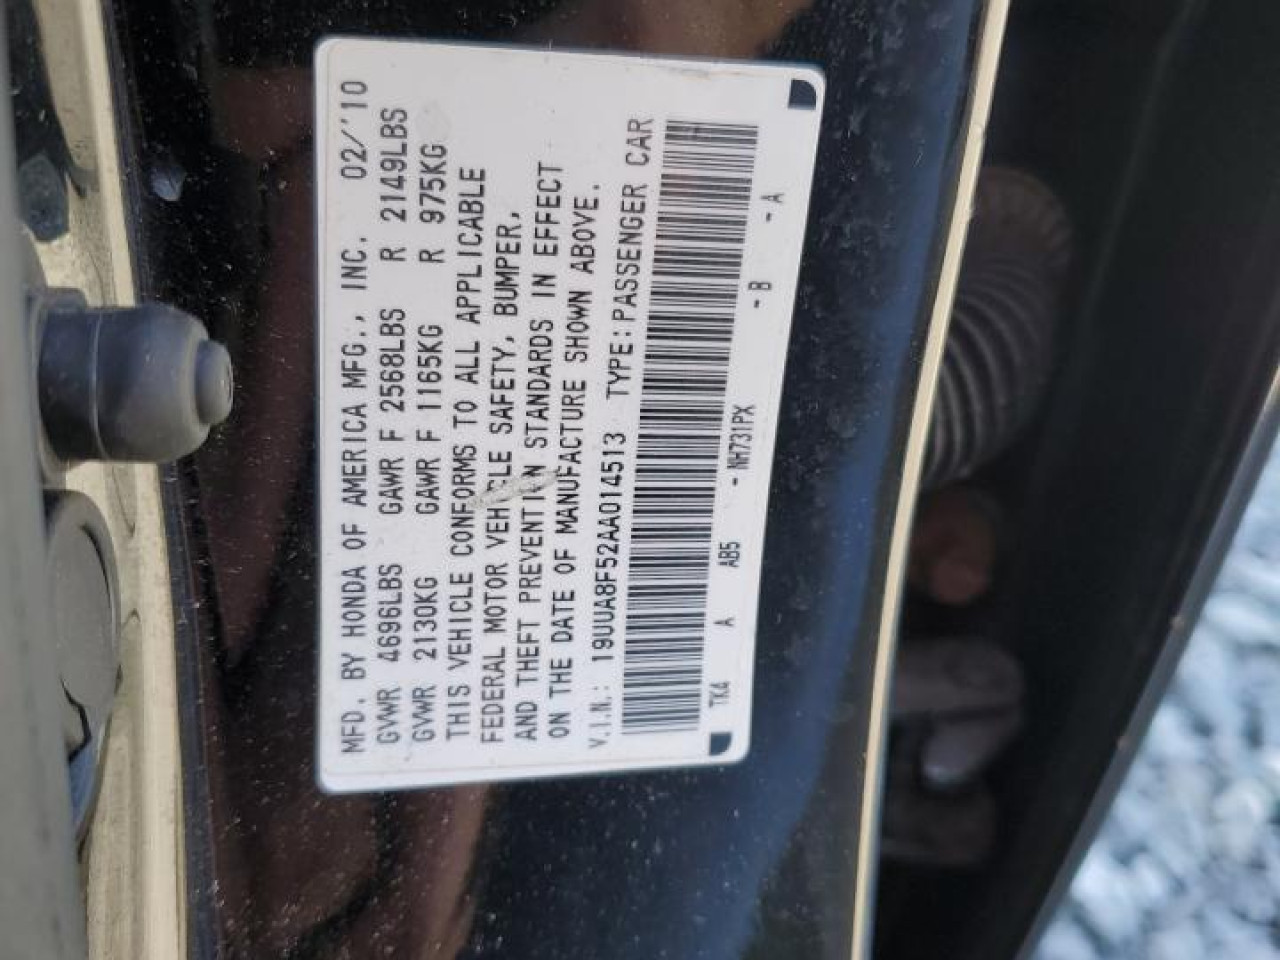 MFD. BY HONDA OF AMERICA MFG., INC. 02/'10
GVWR 4696LBS GAWR F 2568LBS R 2149LBS
GVWR 2130KG GAWR F 1165KG R 975KG
THIS VEHICLE CONFORMS TO ALL APPLICABLE
FEDERAL MOTOR VEHICLE SAFETY, BUMPER,
AND THEFT PREVENTION STANDARDS IN EFFECT
ON THE DATE OF MANUFACTURE SHOWN ABOVE.
V.I.N.: 19UUA8F52AA014513 TYPE: PASSENGER CAR
TK4 A AB5 - NH731PX - B - A